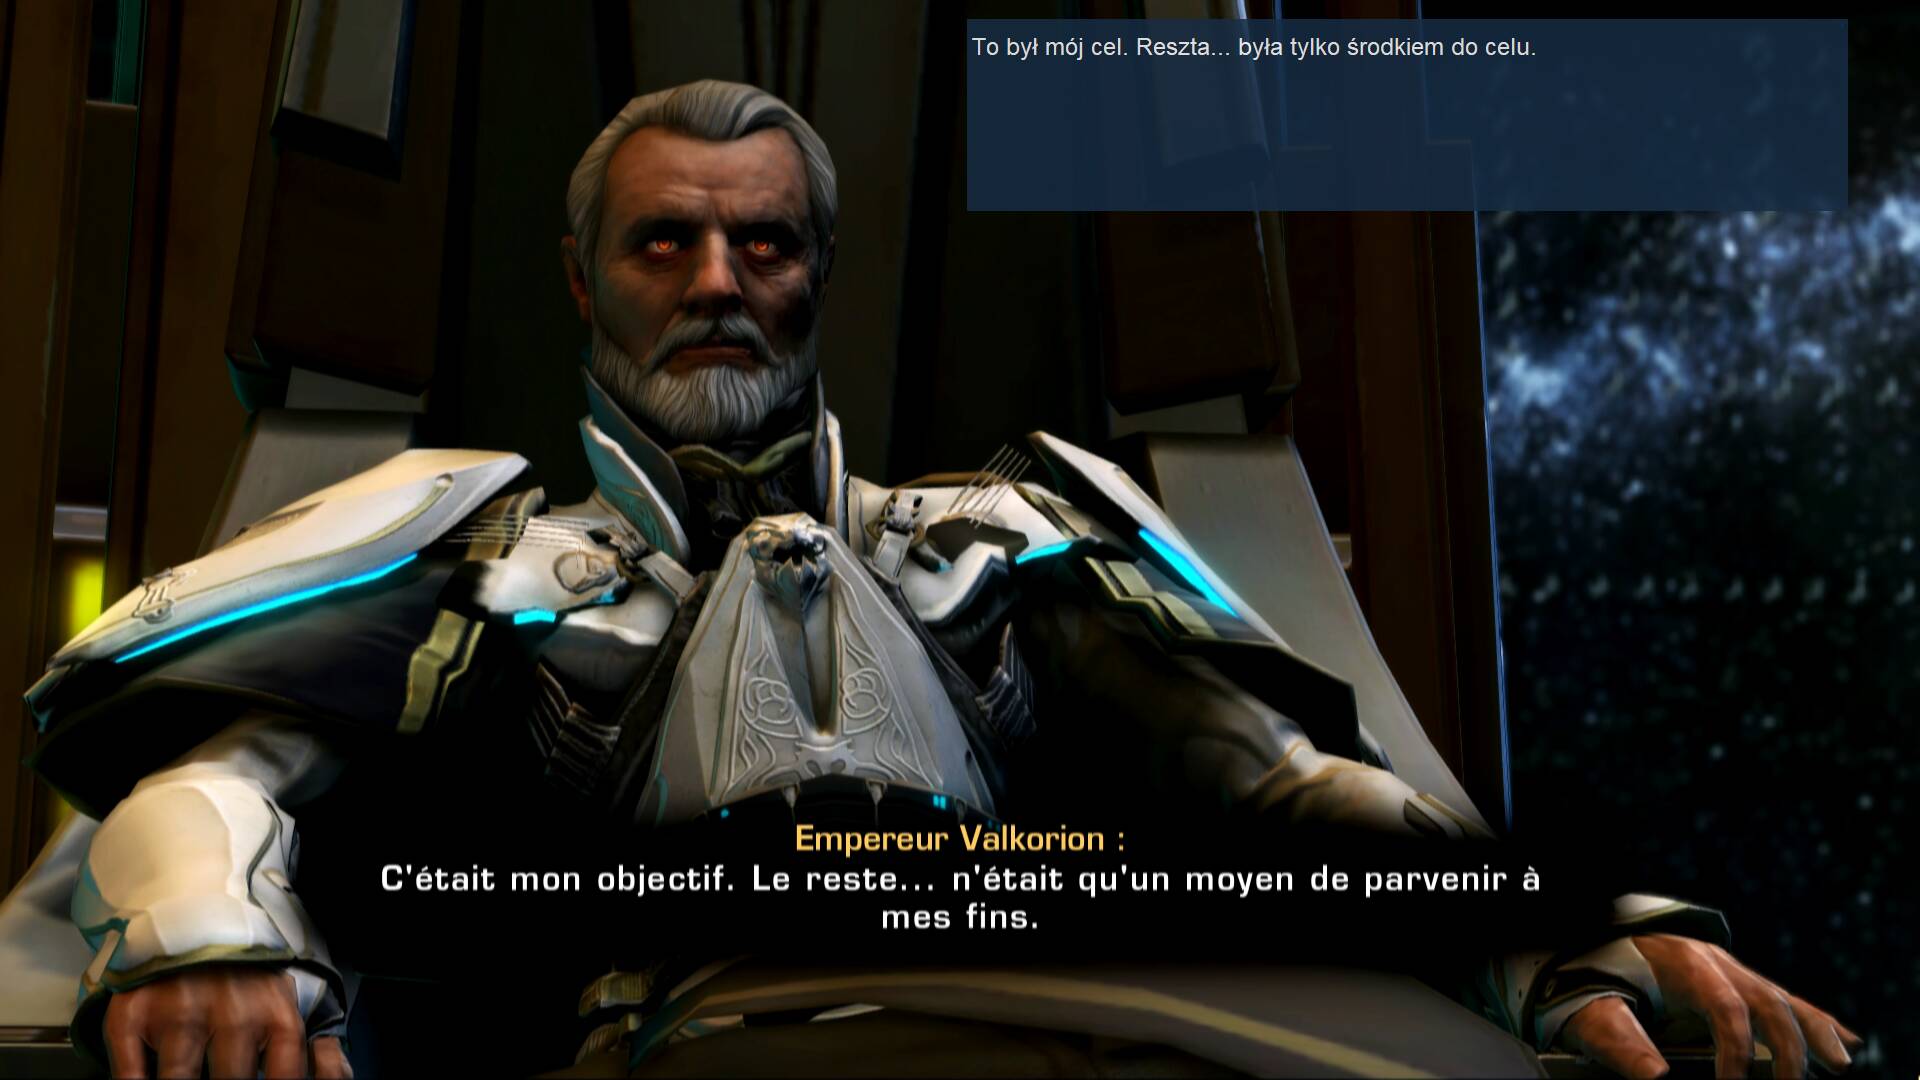 To był mój cel. Reszta... była tylko środkiem do celu.
Empereur Valkorion :
C'était mon objectif. Le reste... n'était qu'un moyen de parvenir à
mes fins.